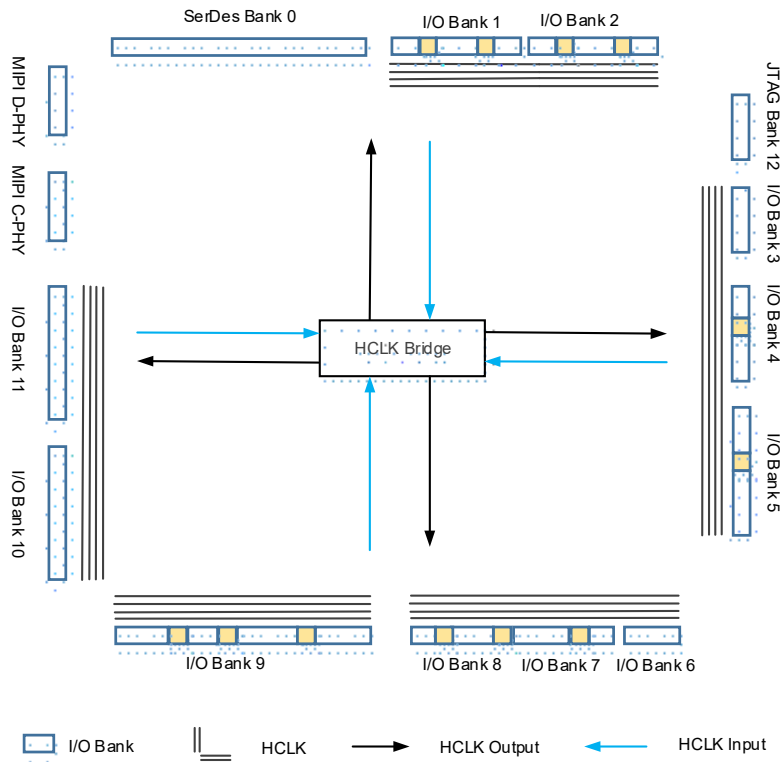 SerDes Bank 0
I/O Bank 1
I/O Bank 2
MIPI D-PHY
JTAG Bank 12
MIPI C-PHY
I/O Bank 3
I/O Bank 11
I/O Bank 4
HCLK Bridge
I/O Bank 10
I/O Bank 5
I/O Bank 9
I/O Bank 8
I/O Bank 7
I/O Bank 6
I/O Bank
HCLK
HCLK Output
HCLK Input